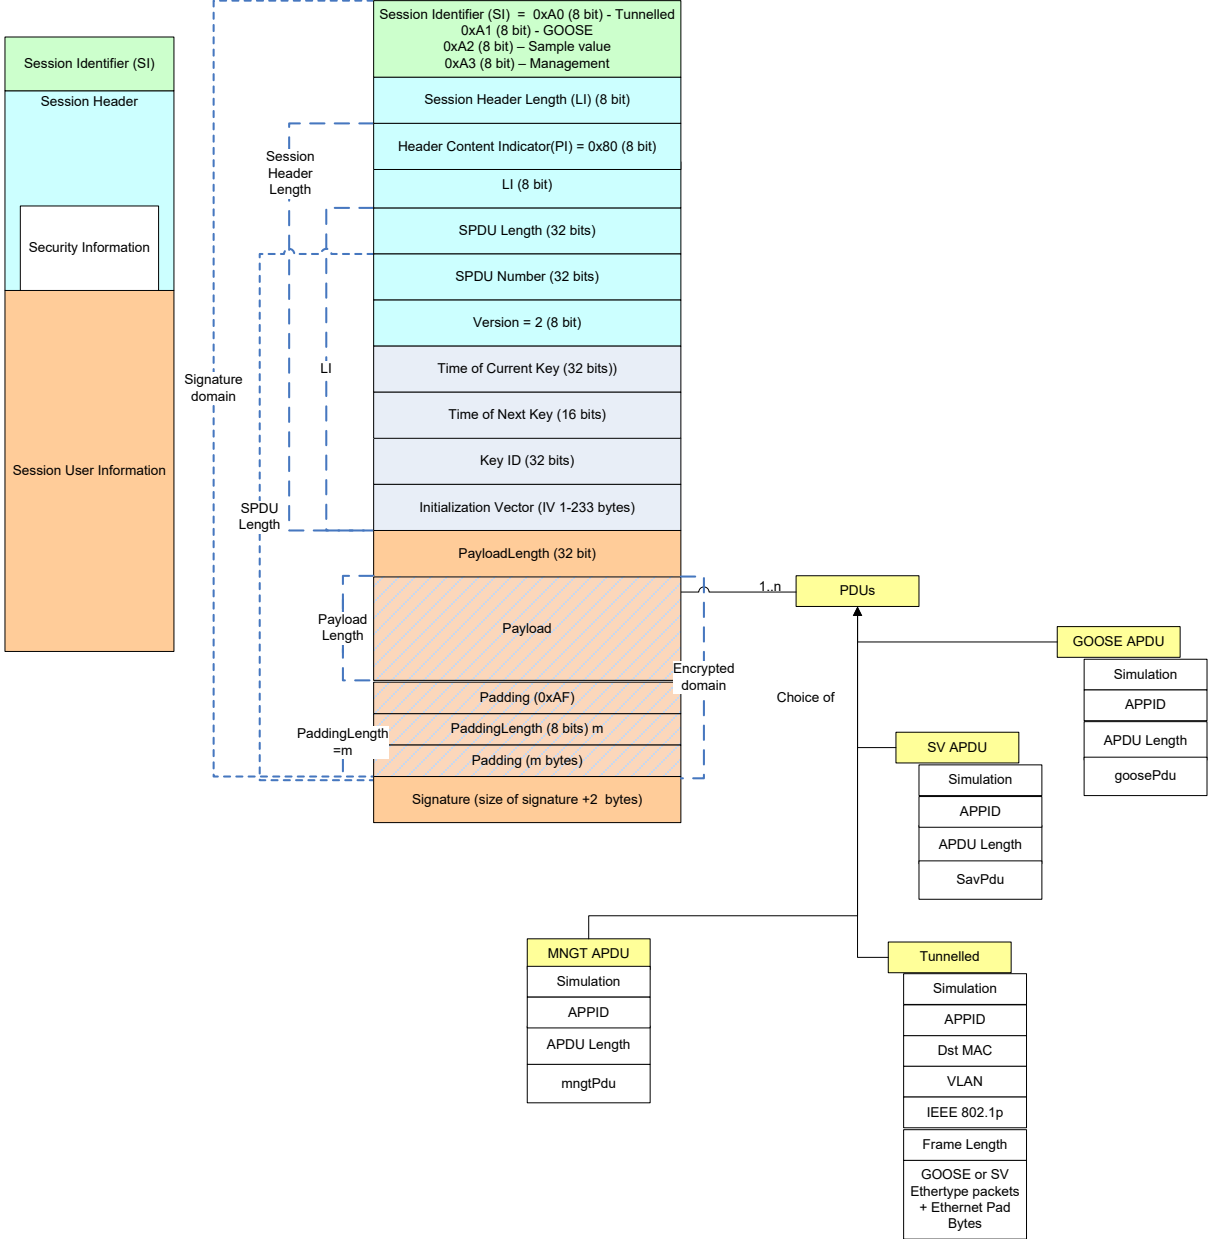 Session Identifier (SI)
Session Header
Security Information
Session User Information
Session Identifier (SI) = 0xA0 (8 bit) - Tunnelled
0xA1 (8 bit) - GOOSE
0xA2 (8 bit) – Sample value
0xA3 (8 bit) – Management
Session Header Length (LI) (8 bit)
Header Content Indicator(PI) = 0x80 (8 bit)
LI (8 bit)
SPDU Length (32 bits)
SPDU Number (32 bits)
Version = 2 (8 bit)
Time of Current Key (32 bits))
Time of Next Key (16 bits)
Key ID (32 bits)
Initialization Vector (IV 1-233 bytes)
PayloadLength (32 bit)
Payload
Padding (0xAF)
PaddingLength (8 bits) m
Padding (m bytes)
Signature (size of signature +2 bytes)
Session
Header
Length
LI
Signature
domain
SPDU
Length
Payload
Length
PaddingLength
=m
Encrypted
domain
1..n
PDUs
Choice of
GOOSE APDU
Simulation
APPID
APDU Length
goosePdu
SV APDU
Simulation
APPID
APDU Length
SavPdu
MNGT APDU
Simulation
APPID
APDU Length
mngtPdu
Tunnelled
Simulation
APPID
Dst MAC
VLAN
IEEE 802.1p
Frame Length
GOOSE or SV
Ethertype packets
+ Ethernet Pad
Bytes